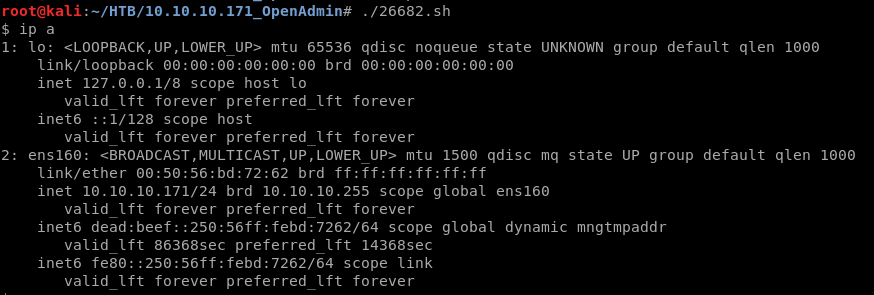 root@kali:~/HTB/10.10.10.171_OpenAdmin# ./26682.sh
$ ip a
1: lo: <LOOPBACK,UP,LOWER_UP> mtu 65536 qdisc noqueue state UNKNOWN group default qlen 1000
    link/loopback 00:00:00:00:00:00 brd 00:00:00:00:00:00
    inet 127.0.0.1/8 scope host lo
       valid_lft forever preferred_lft forever
    inet6 ::1/128 scope host
       valid_lft forever preferred_lft forever
2: ens160: <BROADCAST,MULTICAST,UP,LOWER_UP> mtu 1500 qdisc mq state UP group default qlen 1000
    link/ether 00:50:56:bd:72:62 brd ff:ff:ff:ff:ff:ff
    inet 10.10.10.171/24 brd 10.10.10.255 scope global ens160
       valid_lft forever preferred_lft forever
    inet6 dead:beef::250:56ff:febd:7262/64 scope global dynamic mngtmpaddr
       valid_lft 86368sec preferred_lft 14368sec
    inet6 fe80::250:56ff:febd:7262/64 scope link
       valid_lft forever preferred_lft forever